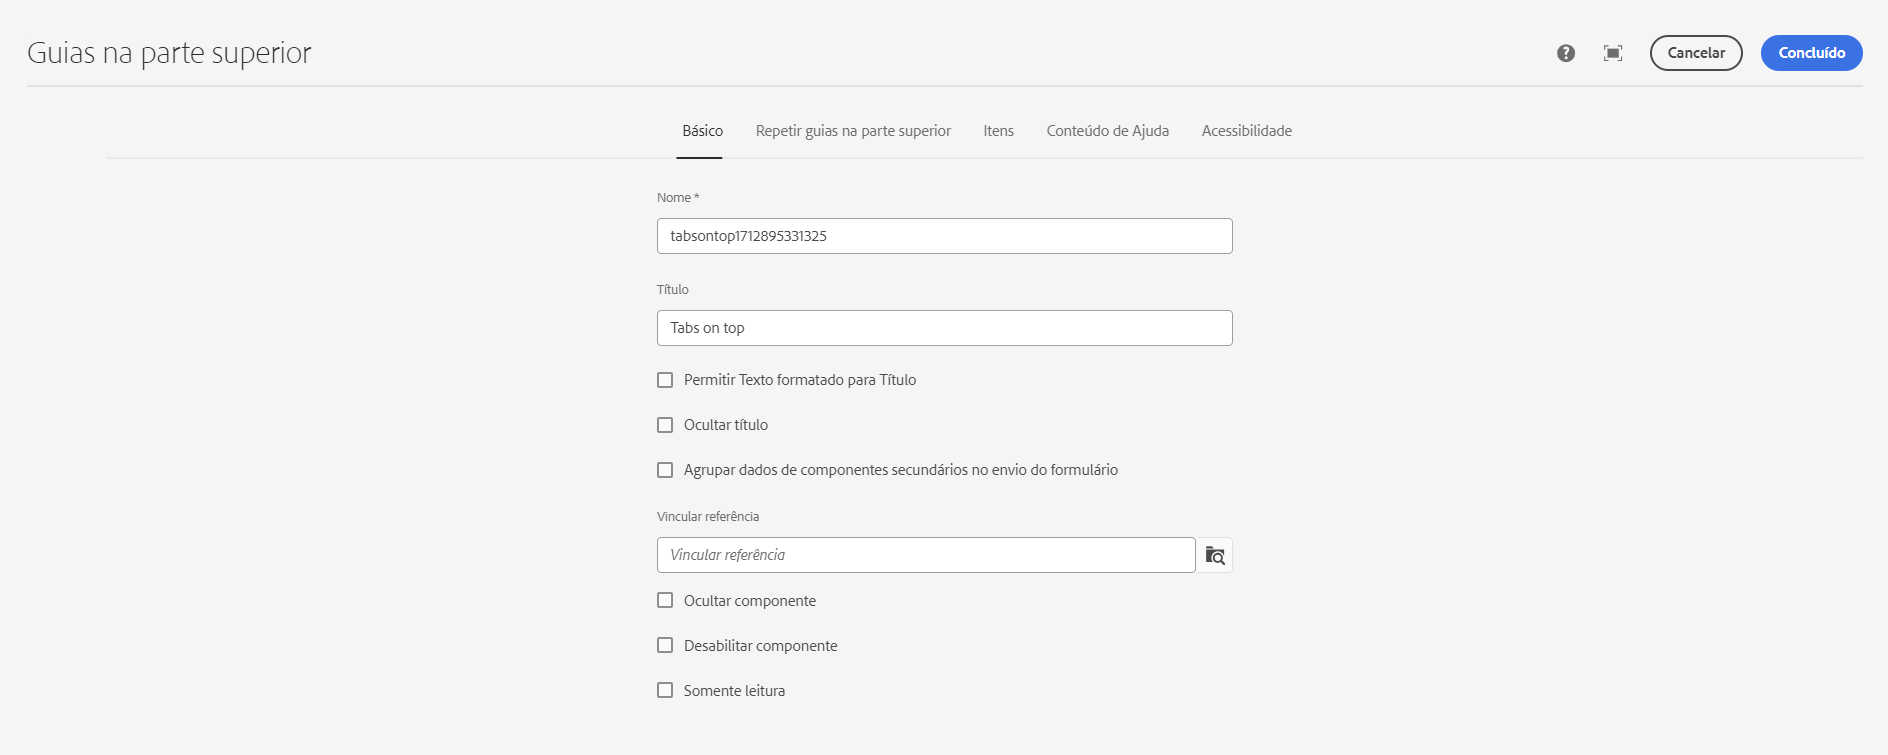 Guias na parte superior
Cancelar
Concluído
Básico
Repetir guias na parte superior
Itens
Conteúdo de Ajuda
Acessibilidade
Nome *
tabsontop1712895331325
Título
Tabs on top
Permitir Texto formatado para Título
Ocultar título
Agrupar dados de componentes secundários no envio do formulário
Vincular referência
Vincular referência
Ocultar componente
Desabilitar componente
Somente leitura